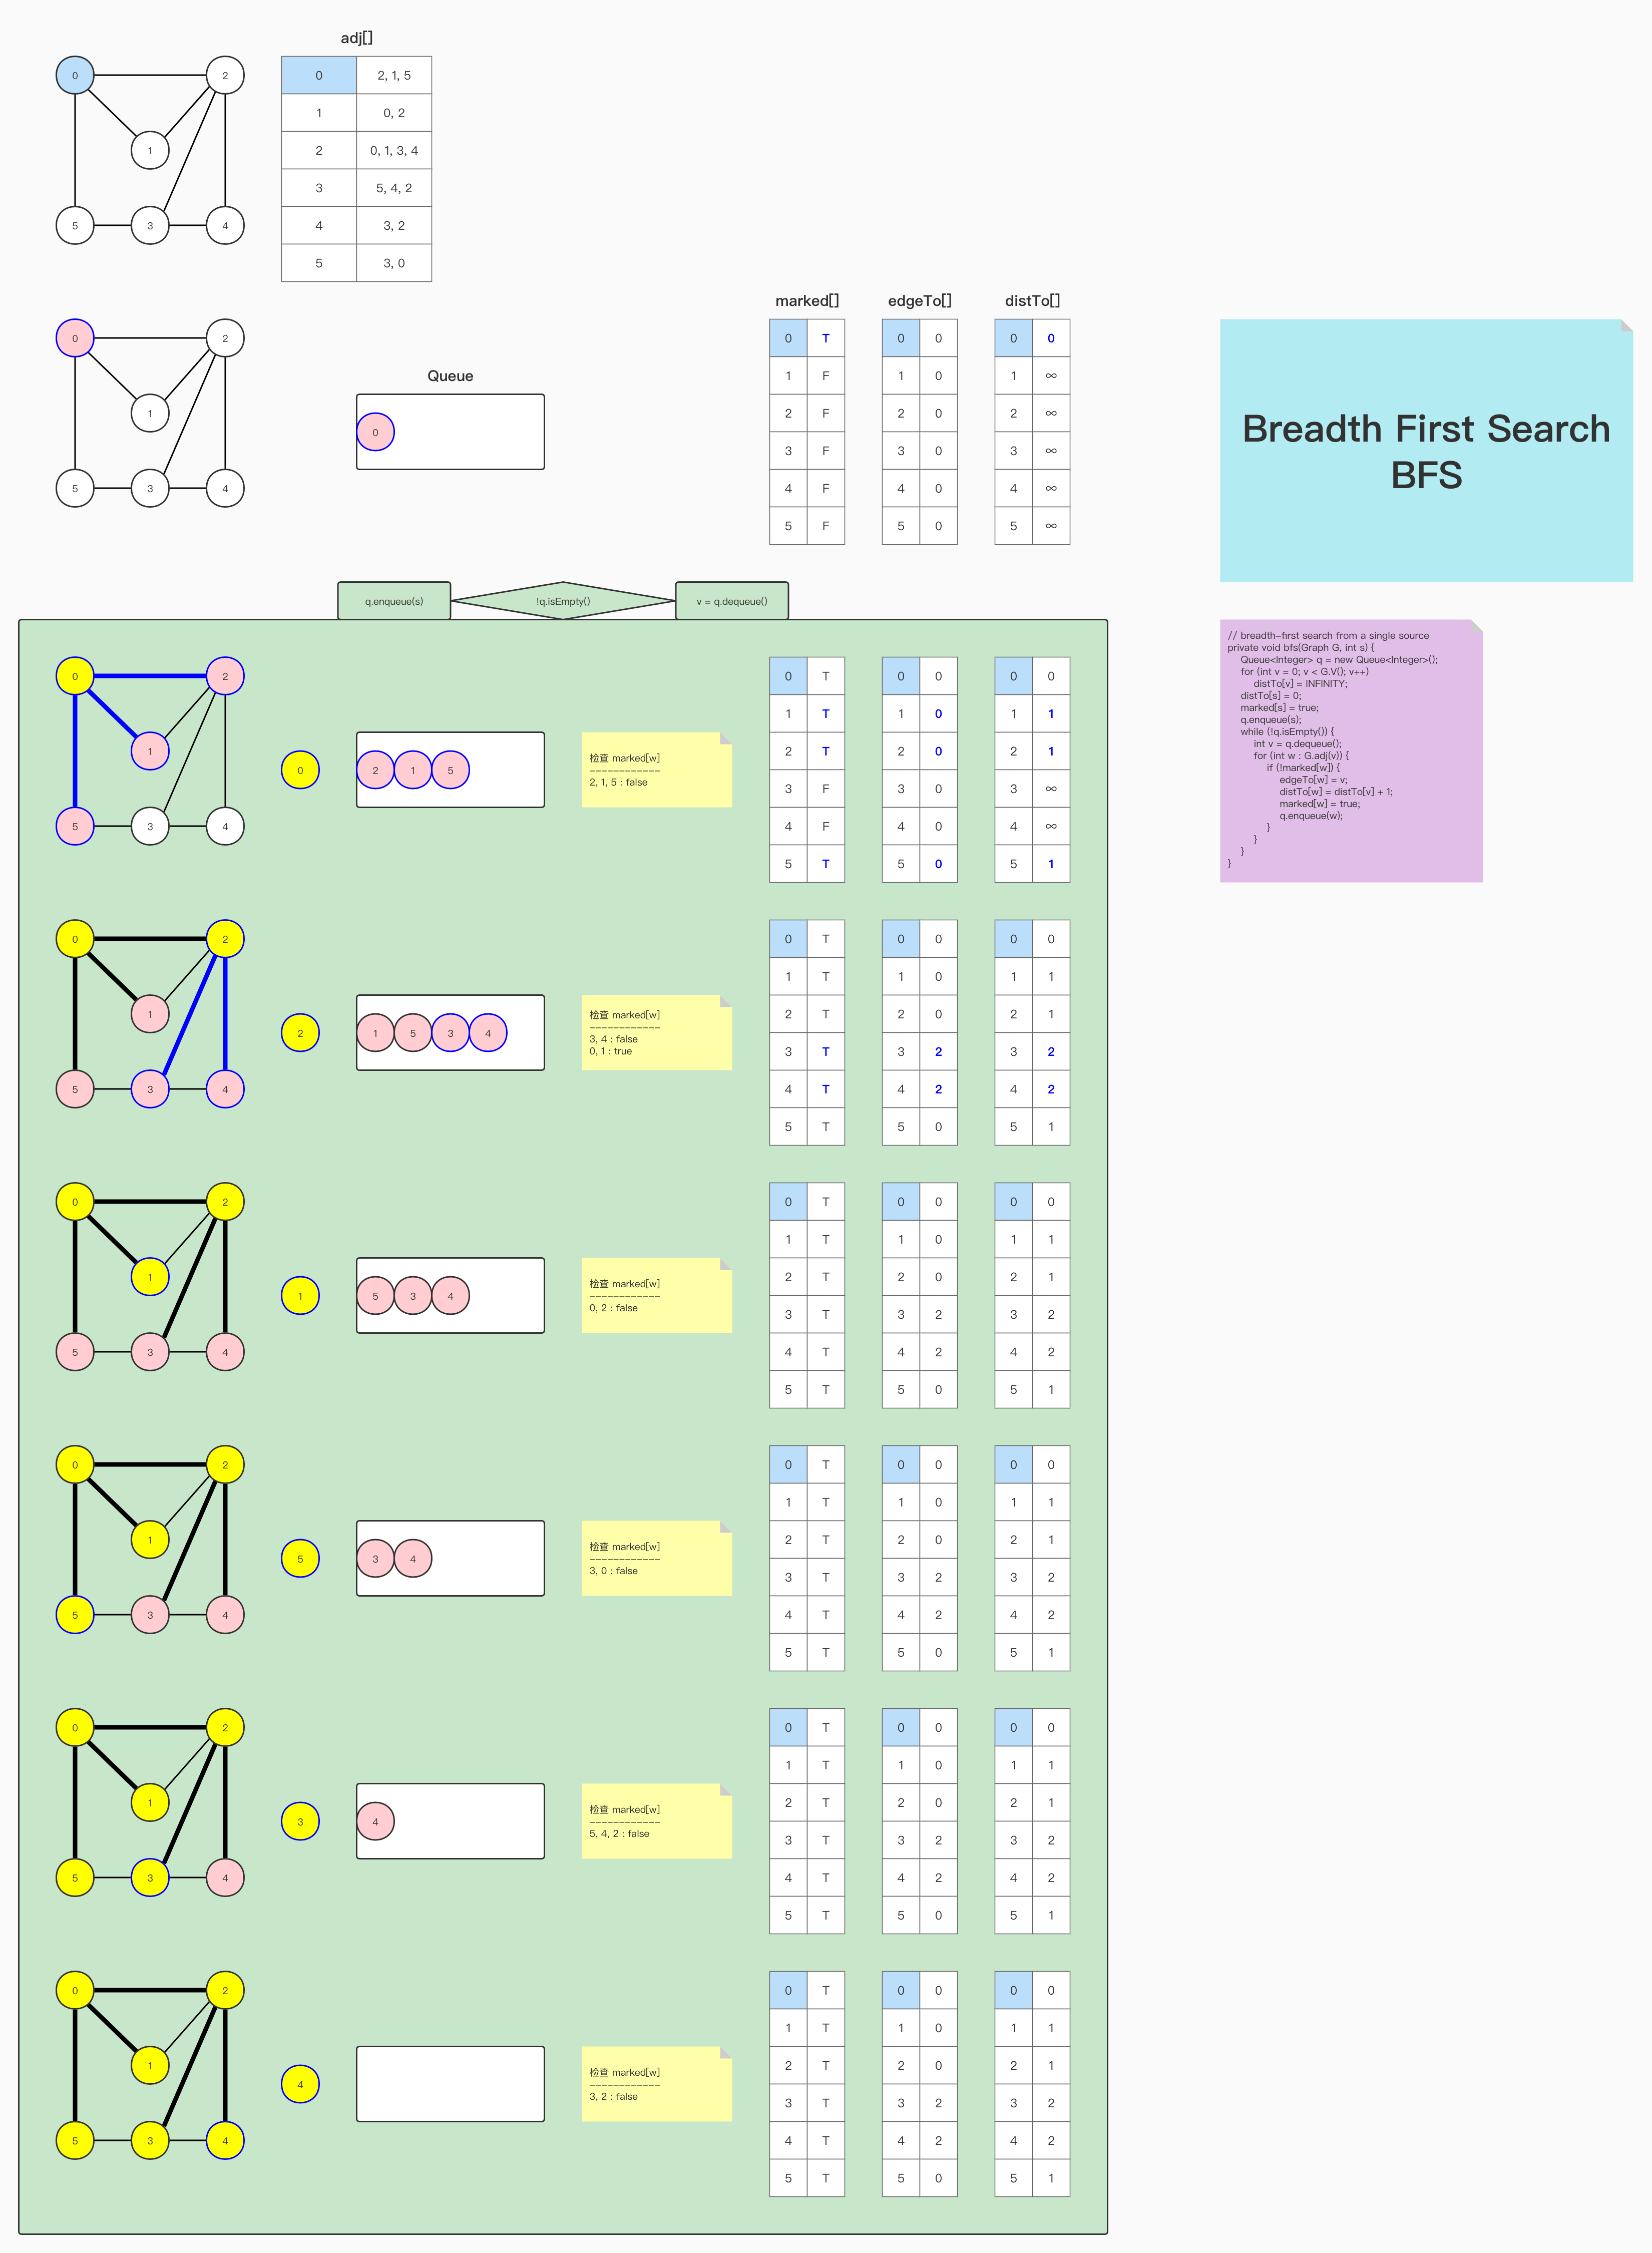 adj[]
0
2
1
5
3
4
0 2, 1, 5
1 0, 2
2 0, 1, 3, 4
3 5, 4, 2
4 3, 2
5 3, 0
0
2
1
5
3
4
Queue
0
marked[] edgeTo[] distTo[]
0 T 0 0 0 0
1 F 1 0 1 ∞
2 F 2 0 2 ∞
3 F 3 0 3 ∞
4 F 4 0 4 ∞
5 F 5 0 5 ∞
Breadth First Search
BFS
q.enqueue(s)
!q.isEmpty()
v = q.dequeue()
// breadth-first search from a single source
private void bfs(Graph G, int s) {
Queue<Integer> q = new Queue<Integer>();
for (int v = 0; v < G.V(); v++)
distTo[v] = INFINITY;
distTo[s] = 0;
marked[s] = true;
q.enqueue(s);
while (!q.isEmpty()) {
int v = q.dequeue();
for (int w : G.adj(v)) {
if (!marked[w]) {
edgeTo[w] = v;
distTo[w] = distTo[v] + 1;
marked[w] = true;
q.enqueue(w);
}
}
}
}
0
2
1
5
3
4
0
2 1 5
检查 marked[w]
------------
2, 1, 5 : false
0 T 0 0 0 0
1 T 1 0 1 1
2 T 2 0 2 1
3 F 3 0 3 ∞
4 F 4 0 4 ∞
5 T 5 0 5 1
0
2
1
5
3
4
2
1 5 3 4
检查 marked[w]
------------
3, 4 : false
0, 1 : true
0 T 0 0 0 0
1 T 1 0 1 1
2 T 2 0 2 1
3 T 3 2 3 2
4 T 4 2 4 2
5 T 5 0 5 1
0
2
1
5
3
4
1
5 3 4
检查 marked[w]
------------
0, 2 : false
0 T 0 0 0 0
1 T 1 0 1 1
2 T 2 0 2 1
3 T 3 2 3 2
4 T 4 2 4 2
5 T 5 0 5 1
0
2
1
5
3
4
5
3 4
检查 marked[w]
------------
3, 0 : false
0 T 0 0 0 0
1 T 1 0 1 1
2 T 2 0 2 1
3 T 3 2 3 2
4 T 4 2 4 2
5 T 5 0 5 1
0
2
1
5
3
4
3
4
检查 marked[w]
------------
5, 4, 2 : false
0 T 0 0 0 0
1 T 1 0 1 1
2 T 2 0 2 1
3 T 3 2 3 2
4 T 4 2 4 2
5 T 5 0 5 1
0
2
1
5
3
4
4
检查 marked[w]
------------
3, 2 : false
0 T 0 0 0 0
1 T 1 0 1 1
2 T 2 0 2 1
3 T 3 2 3 2
4 T 4 2 4 2
5 T 5 0 5 1